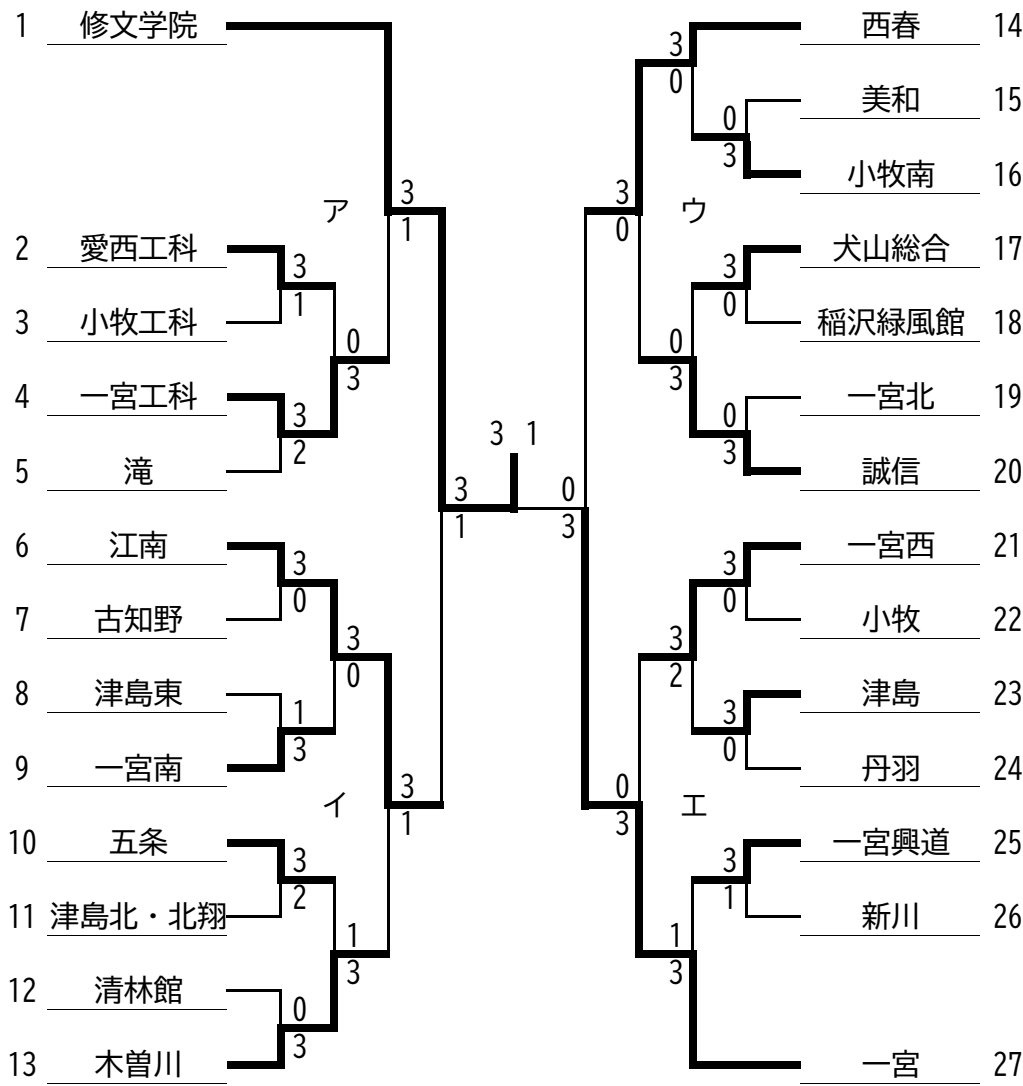 1 修文学院
3
1
ア
2 愛西工科
3
1
3 小牧工科
0
3
4 一宮工科
3
2
5 滝
3 1
3
1
6 江南
3
0
7 古知野
3
0
8 津島東
1
3
9 一宮南
3
1
イ
10 五条
3
2
11 津島北・北翔
1
3
12 清林館
0
3
13 木曽川
西春 14
3
0
美和 15
0
3
小牧南 16
3
0
ウ
犬山総合 17
3
0
稲沢緑風館 18
0
3
一宮北 19
0
3
誠信 20
0
3
一宮西 21
3
0
小牧 22
3
2
津島 23
3
0
丹羽 24
0
3
エ
一宮興道 25
3
1
新川 26
1
3
一宮 27